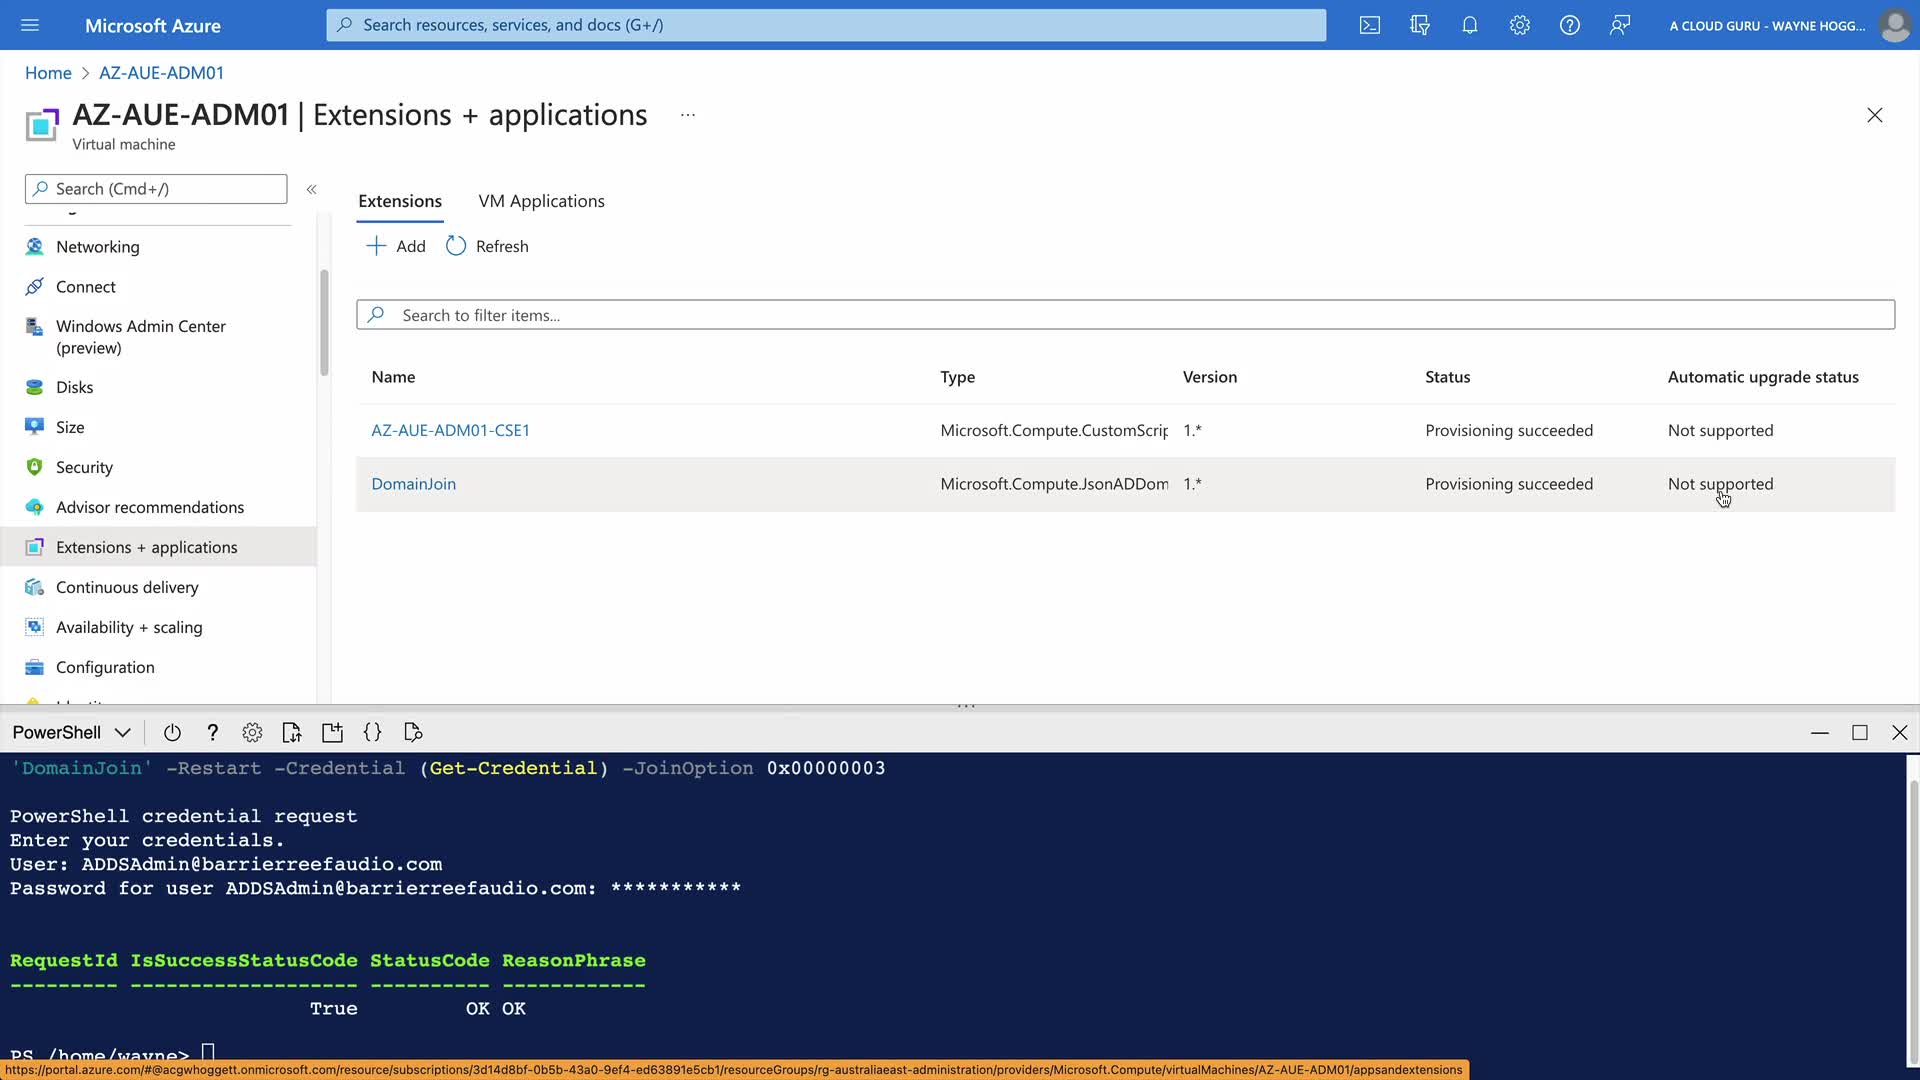 Microsoft Azure
Search resources, services, and docs (G+/)
A CLOUD GURU - WAYNE HOGG...
Home > AZ-AUE-ADM01
AZ-AUE-ADM01 | Extensions + applications ...
Virtual machine
Search (Cmd+/)
«
Networking
Connect
Windows Admin Center
(preview)
Disks
Size
Security
Advisor recommendations
Extensions + applications
Continuous delivery
Availability + scaling
Configuration
Extensions VM Applications
Add Refresh
Search to filter items...
Name Type Version Status Automatic upgrade status
AZ-AUE-ADM01-CSE1 Microsoft.Compute.CustomScrip 1.* Provisioning succeeded Not supported
DomainJoin Microsoft.Compute.JsonADDom 1.* Provisioning succeeded Not supported
PowerShell
'DomainJoin' -Restart -Credential (Get-Credential) -JoinOption 0x00000003
PowerShell credential request
Enter your credentials.
User: ADDSAdmin@barrierreefaudio.com
Password for user ADDSAdmin@barrierreefaudio.com: ***********
RequestId IsSuccessStatusCode StatusCode ReasonPhrase
--------- ------------------- ---------- ------------
True OK OK
PS /home/wayne>
https://portal.azure.com/#@acgwhoggett.onmicrosoft.com/resource/subscriptions/3d14d8bf-0b5b-43a0-9ef4-ed63891e5cb1/resourceGroups/rg-australiaeast-administration/providers/Microsoft.Compute/virtualMachines/AZ-AUE-ADM01/appsandextensions